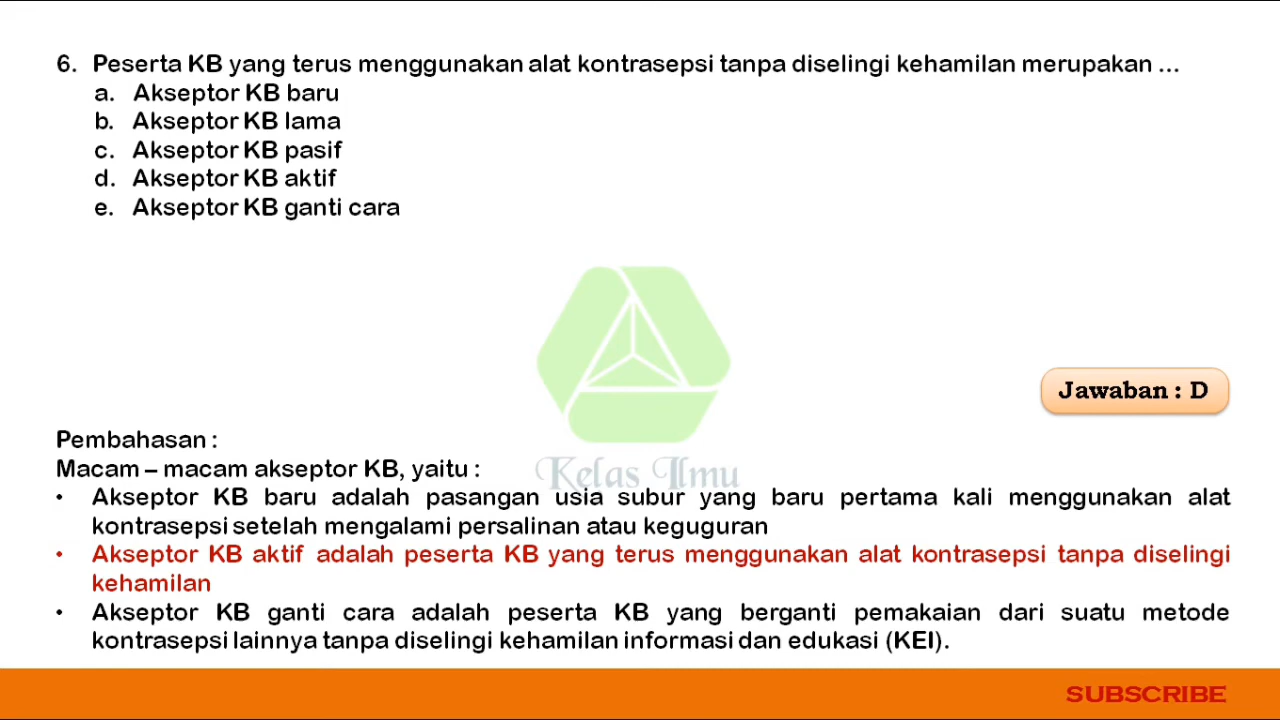 6. Peserta KB yang terus menggunakan alat kontrasepsi tanpa diselingi kehamilan merupakan ...
a. Akseptor KB baru
b. Akseptor KB lama
c. Akseptor KB pasif
d. Akseptor KB aktif
e. Akseptor KB ganti cara
Jawaban : D
Pembahasan :
Macam – macam akseptor KB, yaitu :
Kelas Ilmu
• Akseptor KB baru adalah pasangan usia subur yang baru pertama kali menggunakan alat
kontrasepsi setelah mengalami persalinan atau keguguran
• Akseptor KB aktif adalah peserta KB yang terus menggunakan alat kontrasepsi tanpa diselingi
kehamilan
• Akseptor KB ganti cara adalah peserta KB yang berganti pemakaian dari suatu metode
kontrasepsi lainnya tanpa diselingi kehamilan informasi dan edukasi (KEI).
SUBSCRIBE